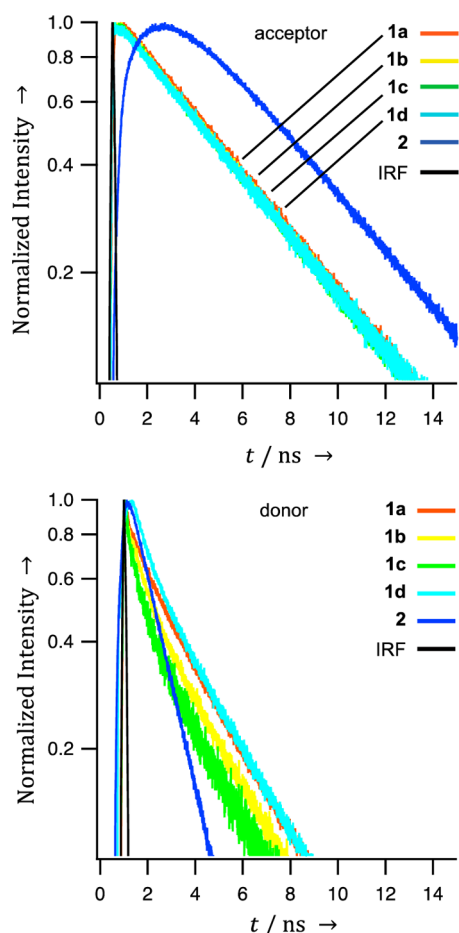 1.0
0.8
0.6
0.4
0.2
Normalized Intensity →
acceptor
1a
1b
1c
1d
2
IRF
0 2 4 6 8 10 12 14
t / ns →
1.0
0.8
0.6
0.4
0.2
Normalized Intensity →
donor
1a
1b
1c
1d
2
IRF
0 2 4 6 8 10 12 14
t / ns →